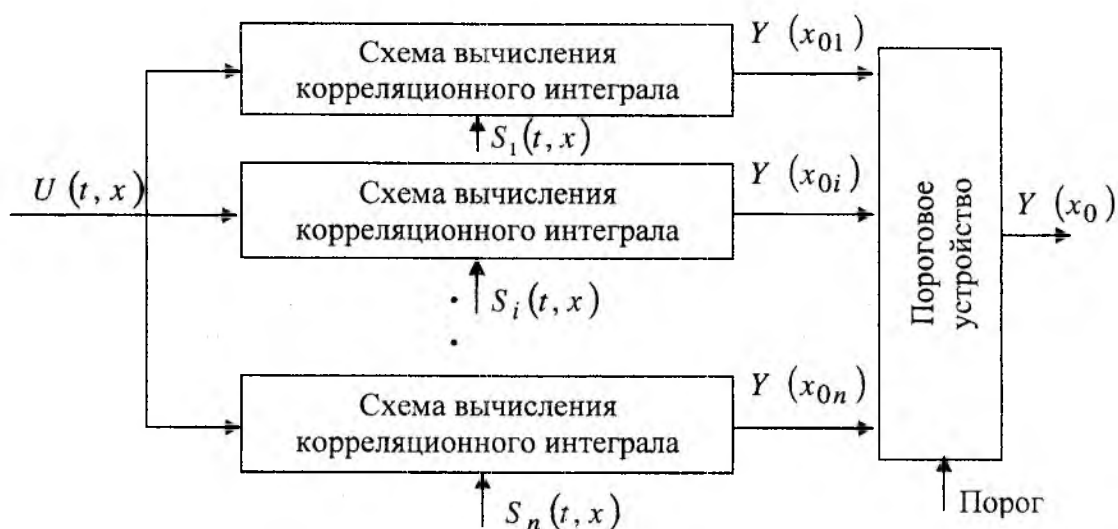 Схема вычисления
корреляционного интеграла
Y (x₀₁)
S₁(t, x)
U (t, x)
Схема вычисления
корреляционного интеграла
Y (x₀ᵢ)
Sᵢ(t, x)
Пороговое
устройство
Y (x₀)
Схема вычисления
корреляционного интеграла
Y (x₀ₙ)
Sₙ(t, x)
Порог